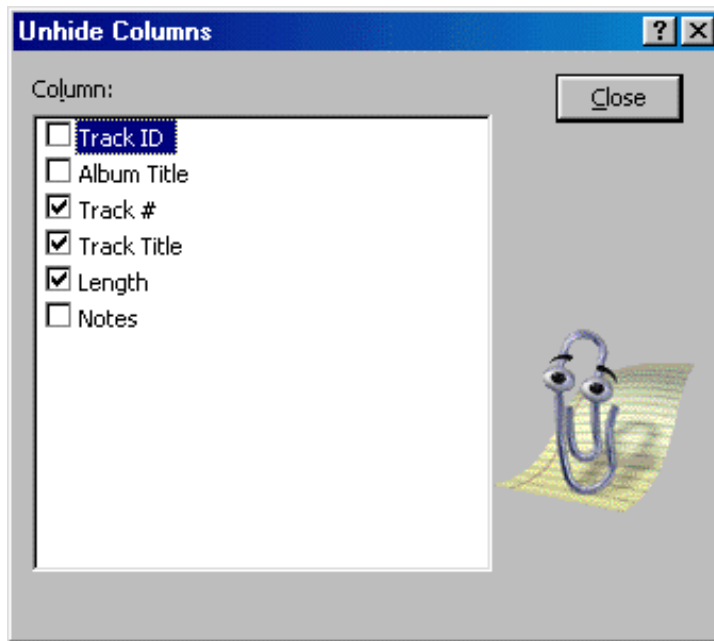 Unhide Columns
Column:
Close
Track ID
Album Title
Track #
Track Title
Length
Notes